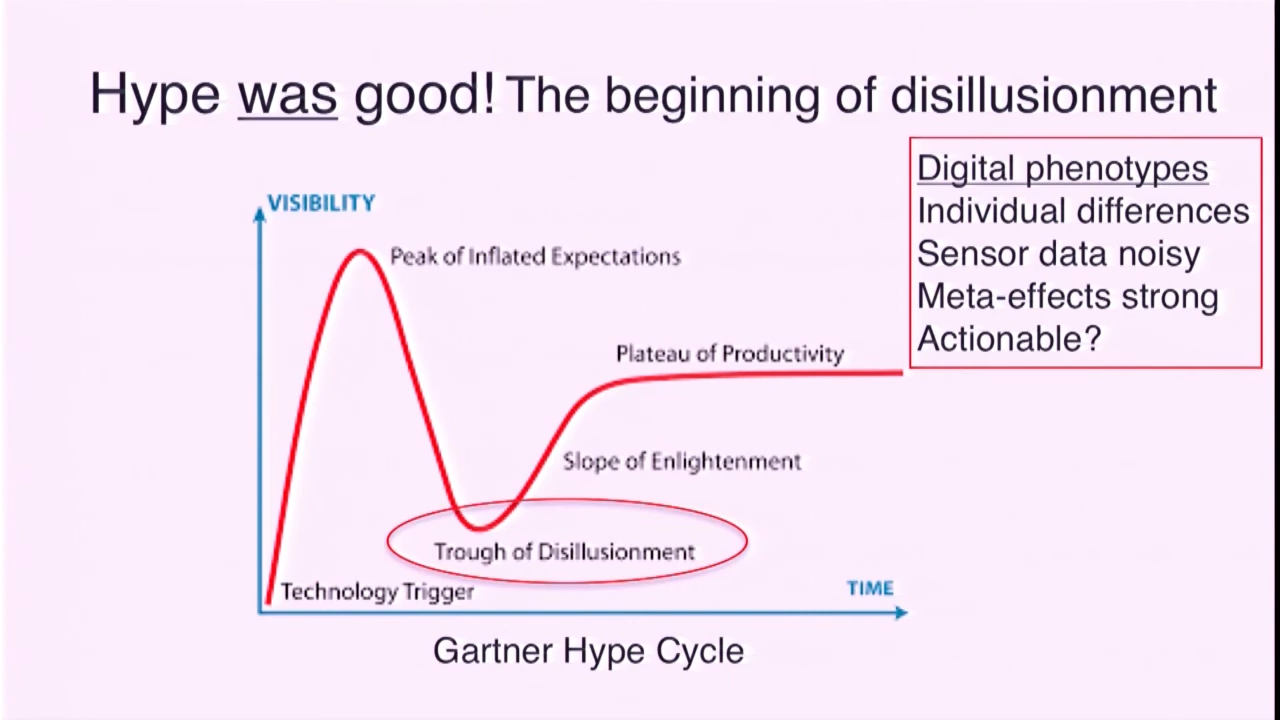 Hype was good! The beginning of disillusionment
Digital phenotypes
Individual differences
Sensor data noisy
Meta-effects strong
Actionable?
VISIBILITY
Peak of Inflated Expectations
Plateau of Productivity
Slope of Enlightenment
Trough of Disillusionment
Technology Trigger
TIME
Gartner Hype Cycle